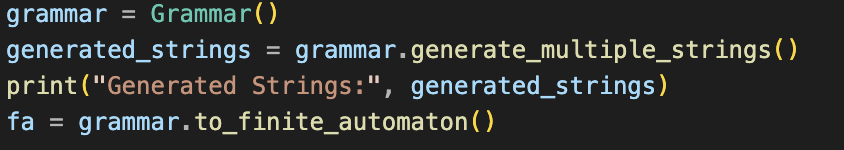 grammar = Grammar()
generated_strings = grammar.generate_multiple_strings()
print("Generated Strings:", generated_strings)
fa = grammar.to_finite_automaton()